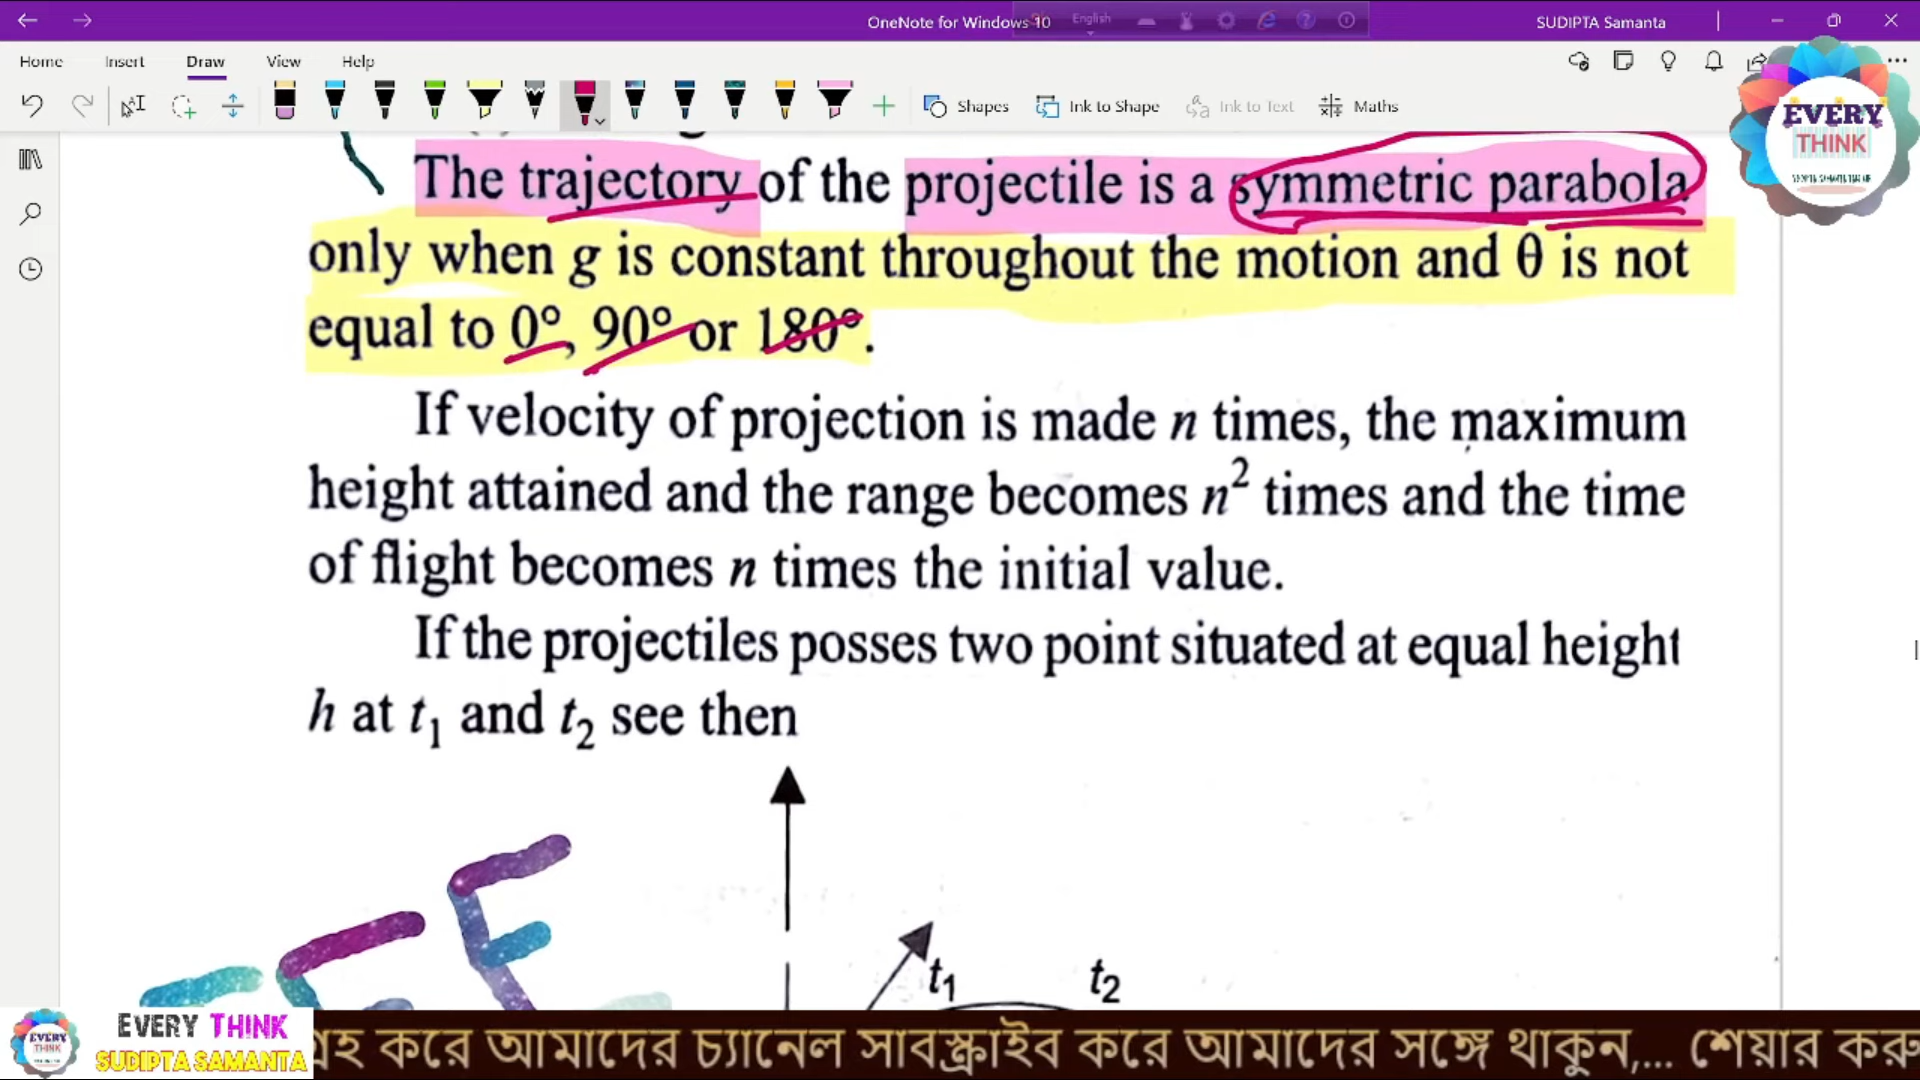 OneNote for Windows 10
English
SUDIPTA Samanta
Home Insert Draw View Help
Shapes Ink to Shape Ink to Text Maths
EVERY
THINK
The trajectory of the projectile is a symmetric parabola
only when g is constant throughout the motion and θ is not
equal to 0°, 90° or 180°.
If velocity of projection is made n times, the maximum
height attained and the range becomes n² times and the time
of flight becomes n times the initial value.
If the projectiles posses two point situated at equal height
h at t₁ and t₂ see then
t₁ t₂
EVERY THINK
SUDIPTA SAMANTA
করে আমাদের চ্যানেল সাবস্ক্রাইব করে আমাদের সঙ্গে থাকুন,... শেয়ার